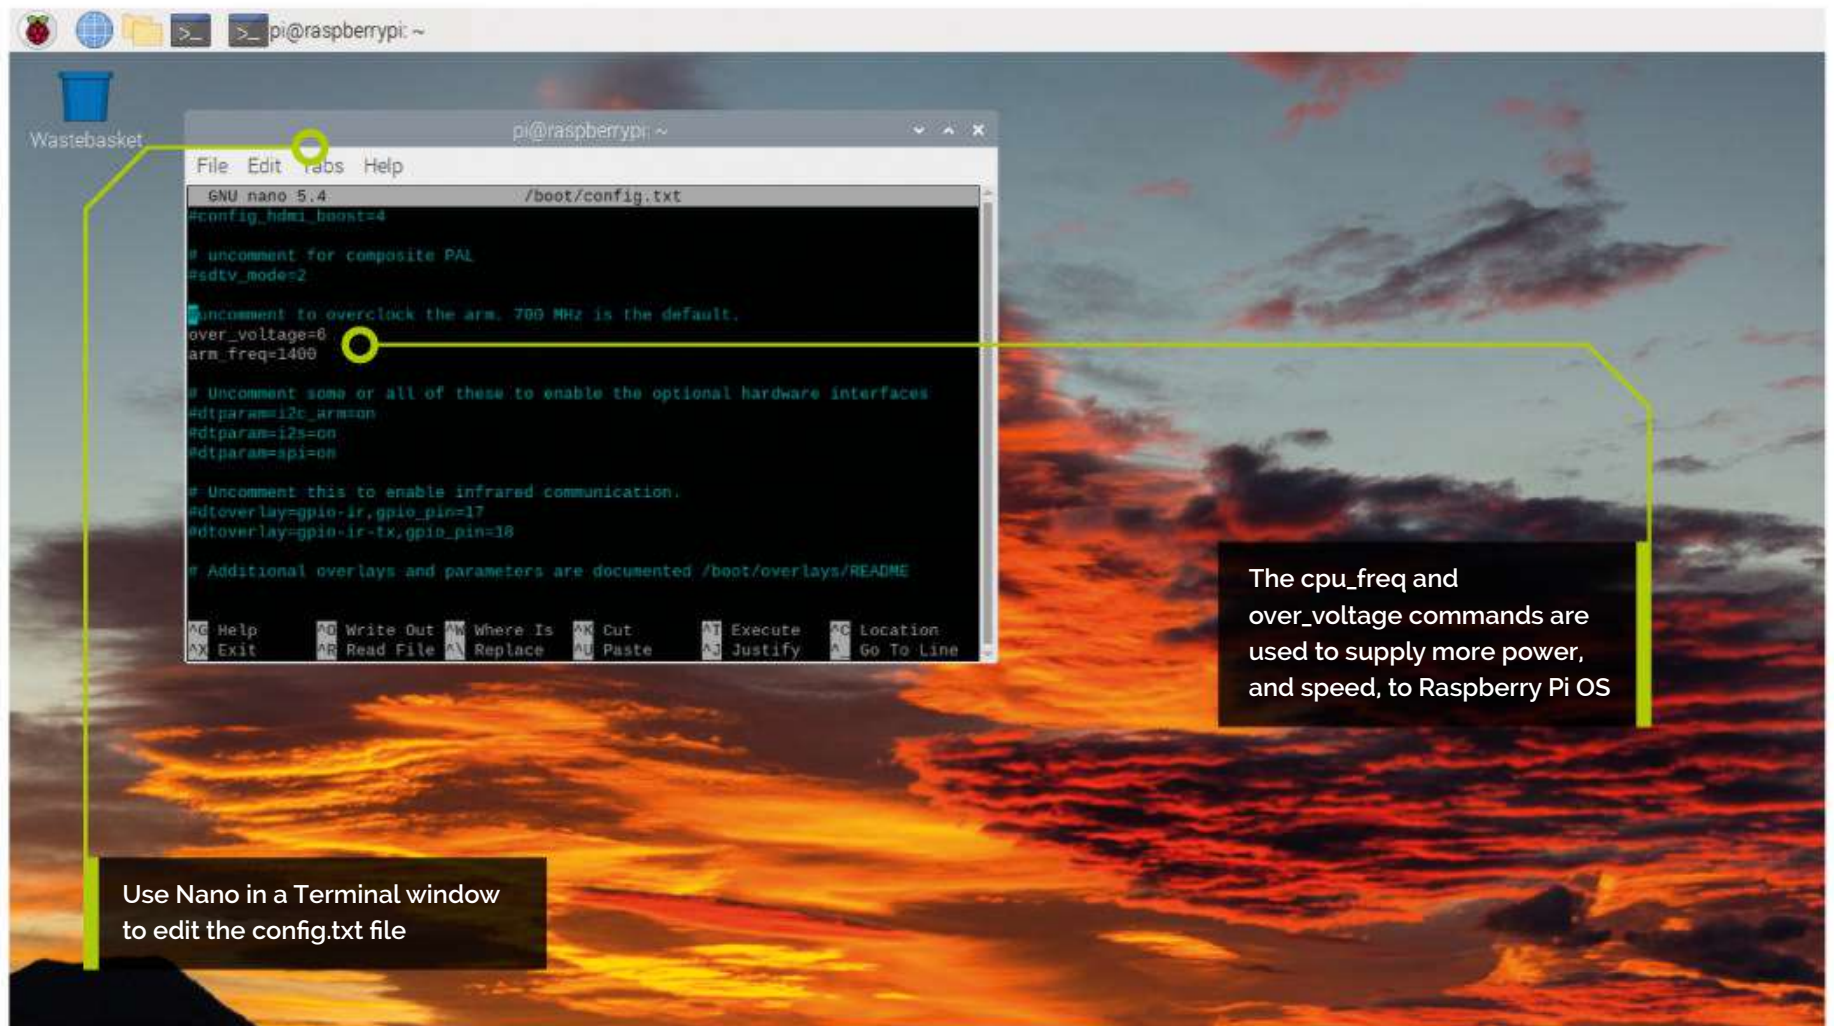 pi@raspberrypi: ~
Wastebasket
pi@raspberrypi: ~
File Edit Tabs Help
GNU nano 5.4 /boot/config.txt
#config_hdmi_boost=4
# uncomment for composite PAL
#sdtv_mode=2
#uncomment to overclock the arm. 700 MHz is the default.
over_voltage=6
arm_freq=1400
# Uncomment some or all of these to enable the optional hardware interfaces
#dtparam=i2c_arm=on
#dtparam=i2s=on
#dtparam=spi=on
# Uncomment this to enable infrared communication.
#dtoverlay=gpio-ir,gpio_pin=17
#dtoverlay=gpio-ir-tx,gpio_pin=18
# Additional overlays and parameters are documented /boot/overlays/README
^G Help ^O Write Out ^W Where Is ^K Cut ^T Execute ^C Location
^X Exit ^R Read File ^\ Replace ^U Paste ^J Justify ^_ Go To Line
The cpu_freq and
over_voltage commands are
used to supply more power,
and speed, to Raspberry Pi OS
Use Nano in a Terminal window
to edit the config.txt file